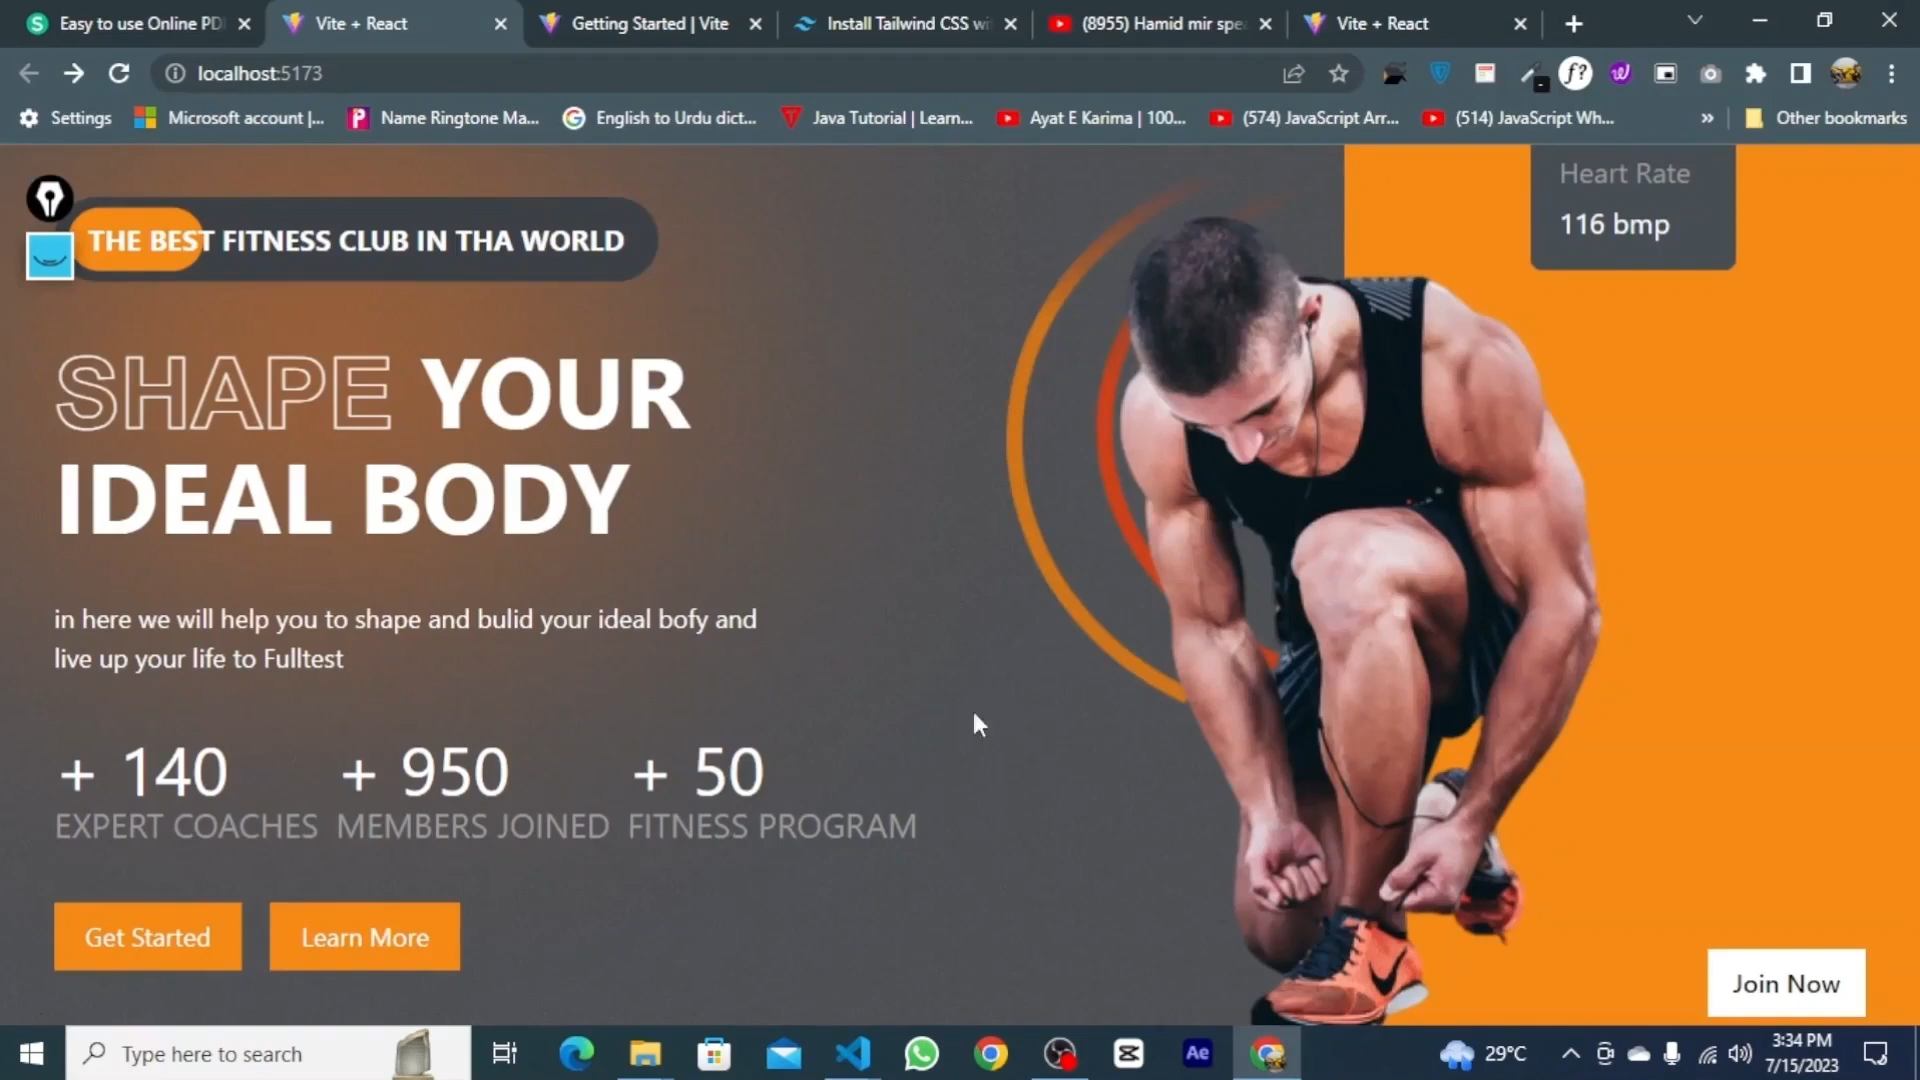 Easy to use Online PD
Vite + React
Getting Started | Vite
Install Tailwind CSS wi
(8955) Hamid mir spe
Vite + React
localhost:5173
Settings
Microsoft account |...
Name Ringtone Ma...
English to Urdu dict...
Java Tutorial | Learn...
Ayat E Karima | 100...
(574) JavaScript Arr...
(514) JavaScript Wh...
Other bookmarks
Heart Rate
116 bmp
THE BEST FITNESS CLUB IN THA WORLD
SHAPE YOUR
IDEAL BODY
in here we will help you to shape and bulid your ideal bofy and
live up your life to Fulltest
+ 140
EXPERT COACHES
+ 950
MEMBERS JOINED
+ 50
FITNESS PROGRAM
Get Started
Learn More
Join Now
Type here to search
Ae
29°C
3:34 PM
7/15/2023